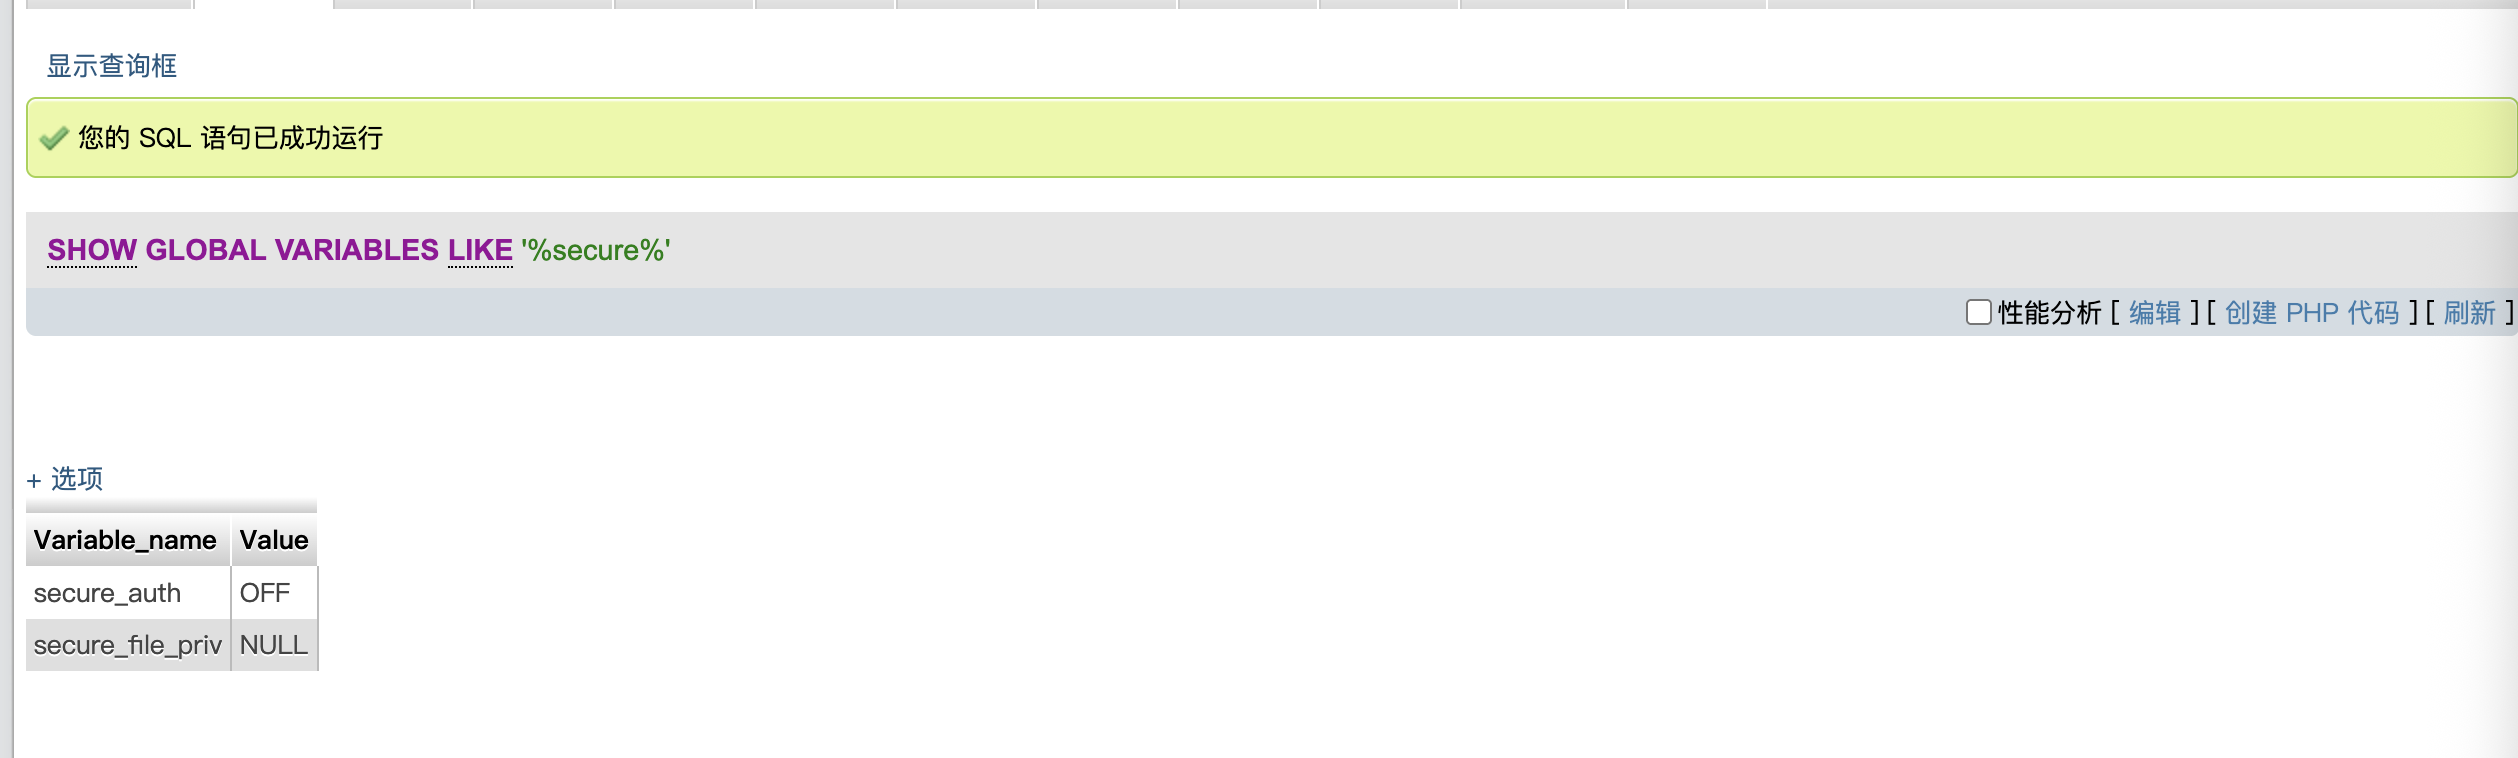 显示查询框
您的 SQL 语句已成功运行
SHOW GLOBAL VARIABLES LIKE '%secure%'
性能分析 [ 编辑 ] [ 创建 PHP 代码 ] [ 刷新 ]
+ 选项
Variable_name Value
secure_auth OFF
secure_file_priv NULL